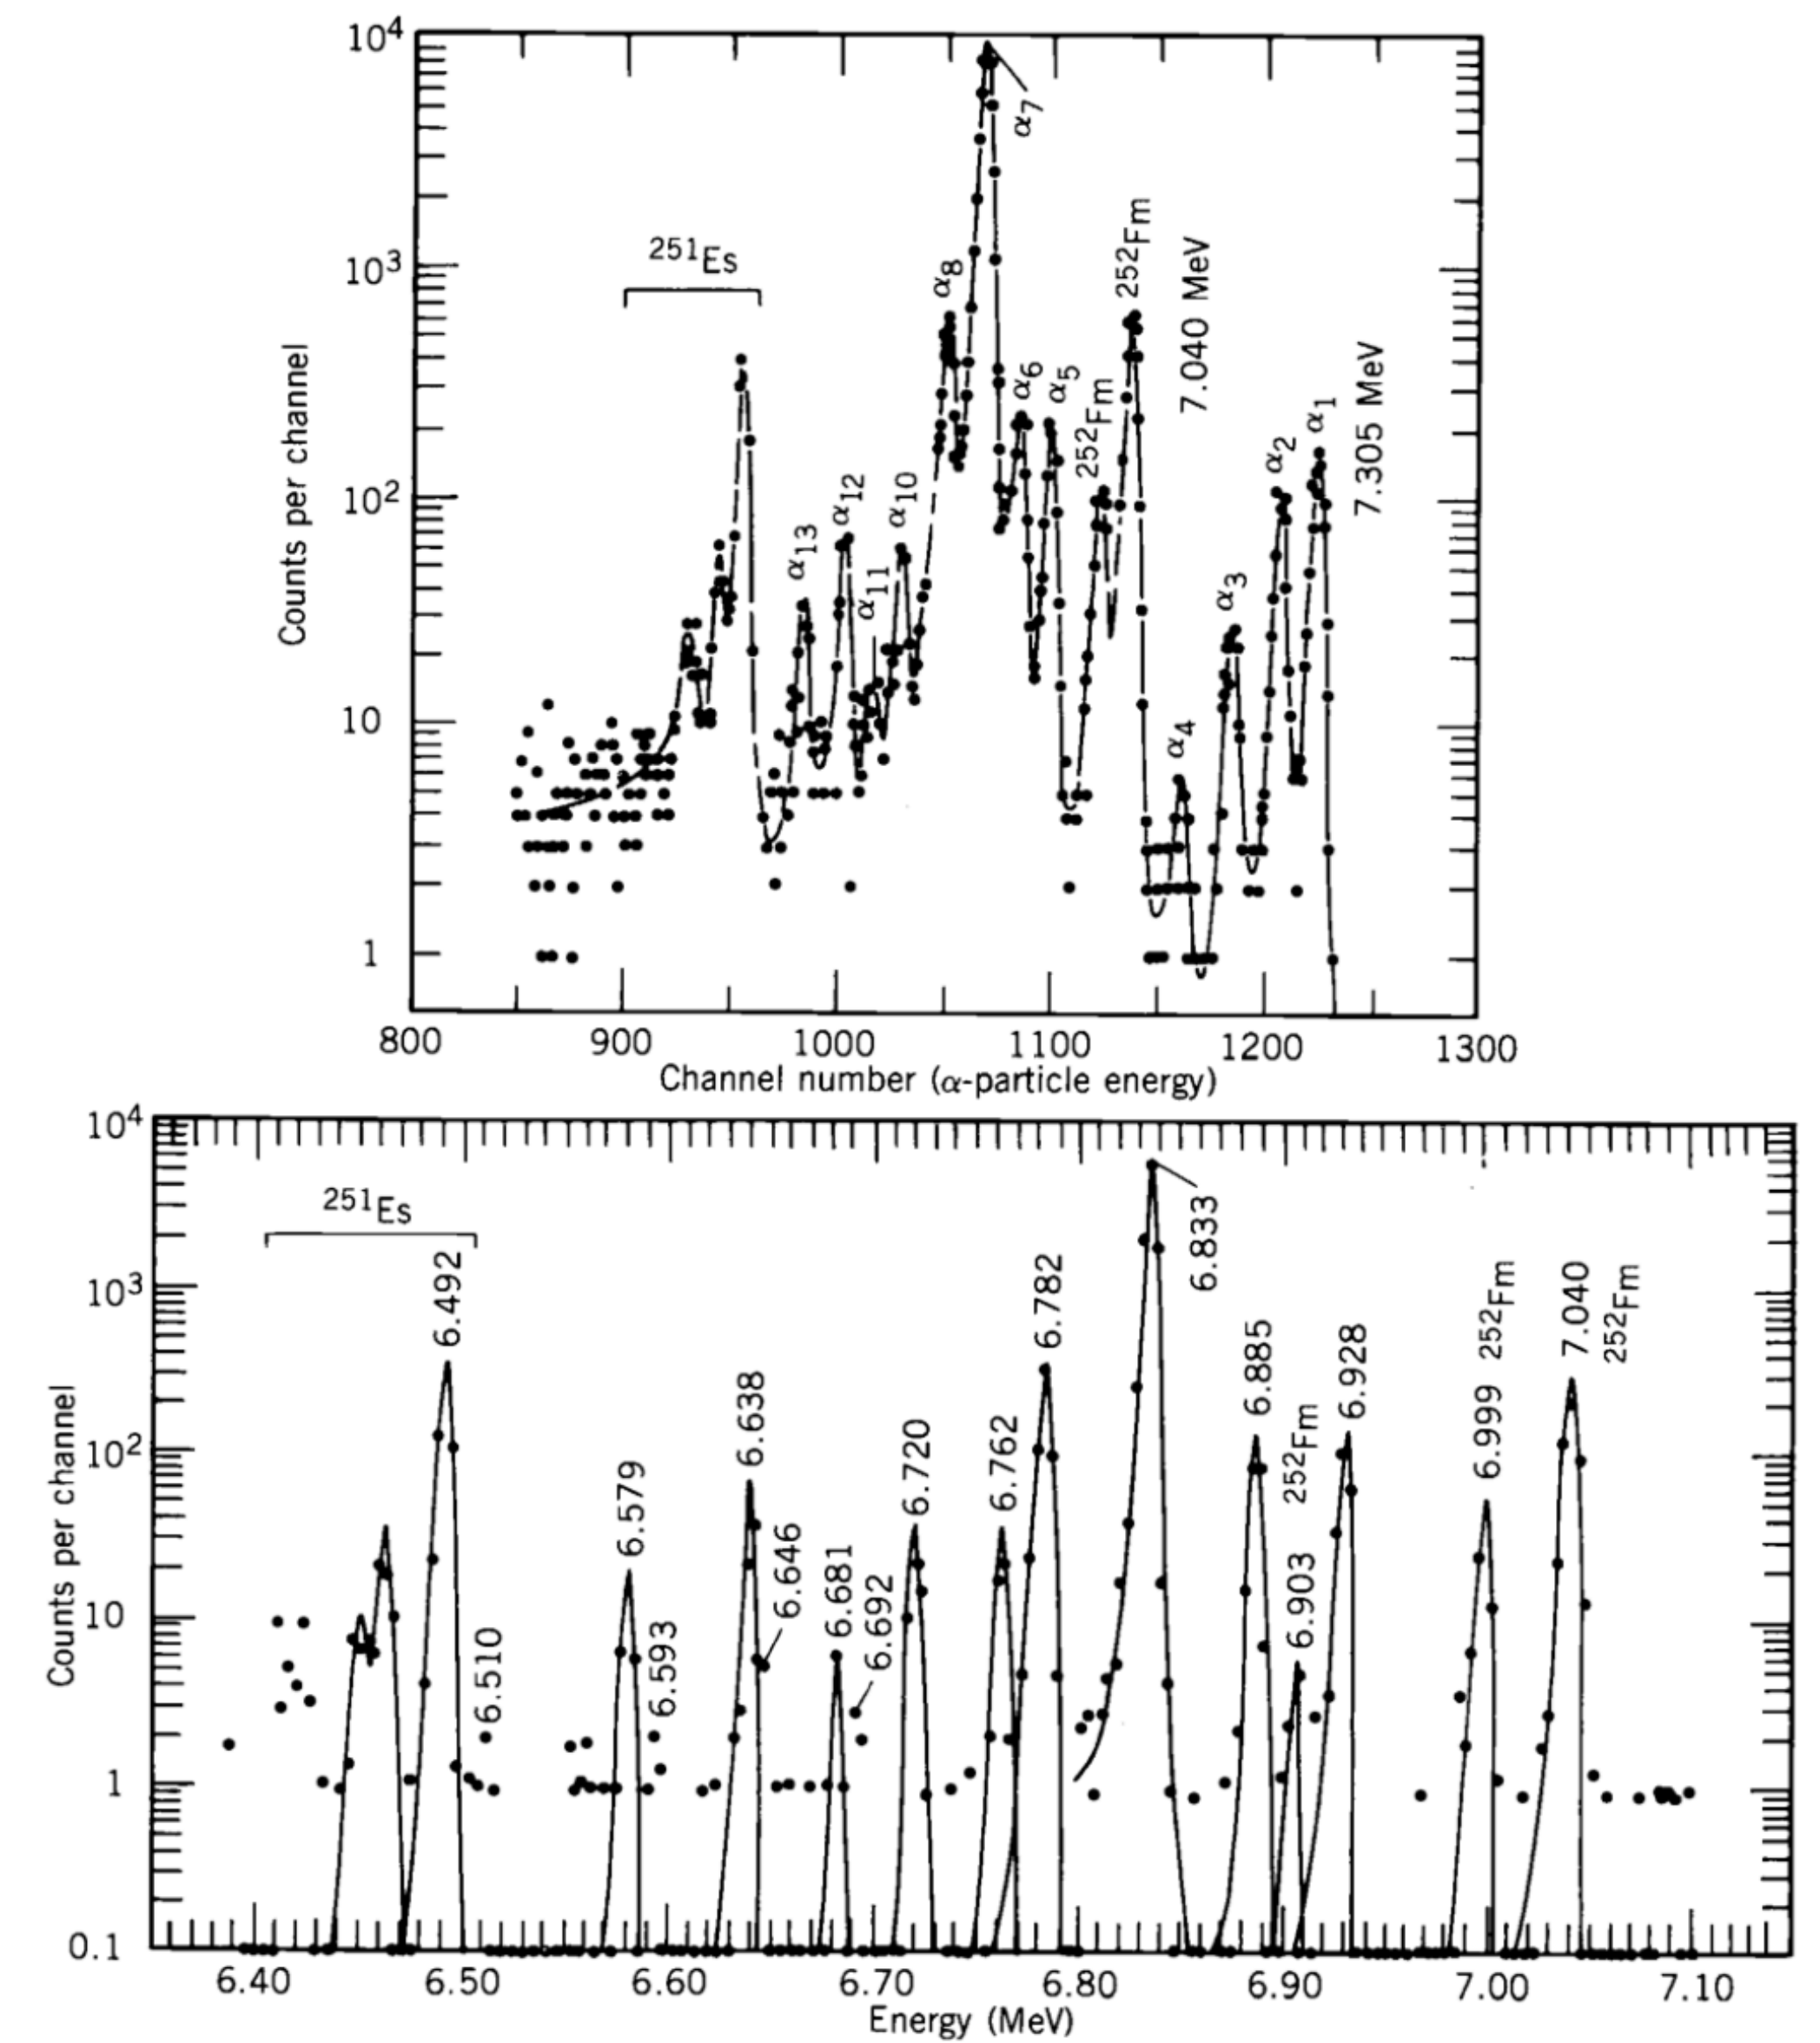 10⁴
10³
10²
10
1
Counts per channel
²⁵¹Es
α₁₃
α₁₂
α₁₁
α₁₀
α₈
α₇
α₆
α₅
²⁵²Fm
²⁵²Fm
7.040 MeV
α₄
α₃
α₂
α₁
7.305 MeV
800 900 1000 1100 1200 1300
Channel number (α-particle energy)
10⁴
10³
10²
10
1
0.1
Counts per channel
²⁵¹Es
6.492
6.510
6.579
6.593
6.638
6.646
6.681
6.692
6.720
6.762
6.782
6.833
6.885
6.903 ²⁵²Fm
6.928
6.999 ²⁵²Fm
7.040
²⁵²Fm
6.40 6.50 6.60 6.70 6.80 6.90 7.00 7.10
Energy (MeV)